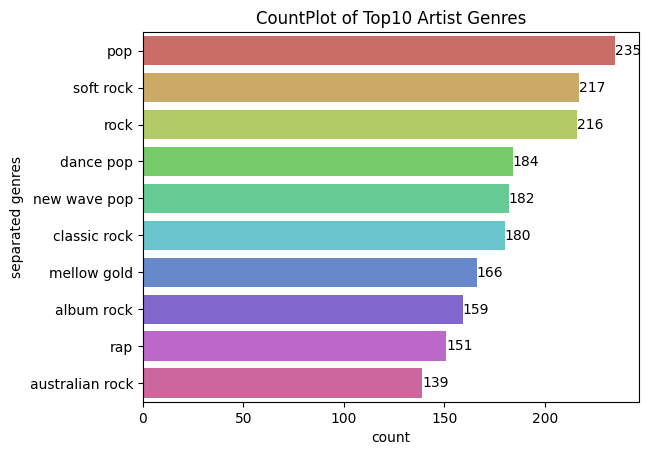 CountPlot of Top10 Artist Genres
separated genres
pop 235
soft rock 217
rock 216
dance pop 184
new wave pop 182
classic rock 180
mellow gold 166
album rock 159
rap 151
australian rock 139
0 50 100 150 200
count